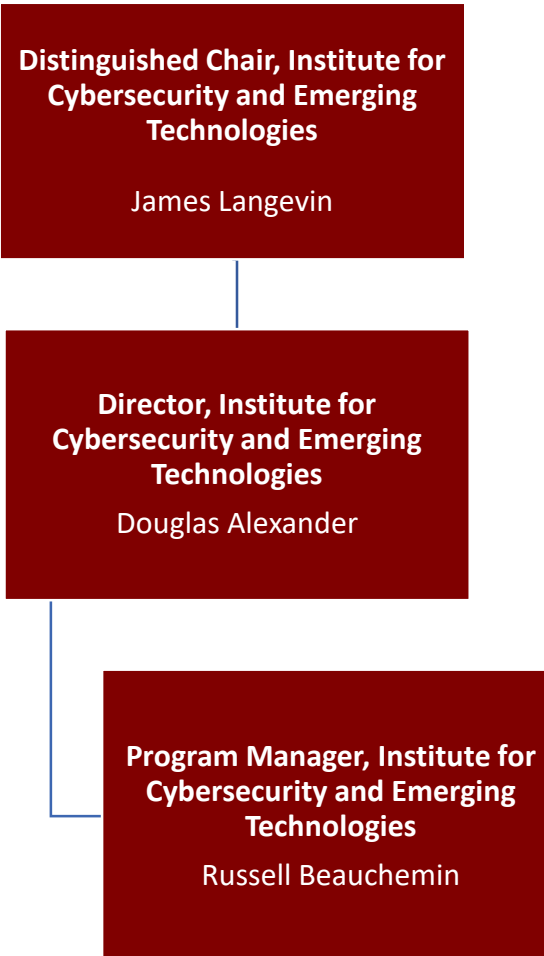 Distinguished Chair, Institute for
Cybersecurity and Emerging
Technologies
James Langevin
Director, Institute for
Cybersecurity and Emerging
Technologies
Douglas Alexander
Program Manager, Institute for
Cybersecurity and Emerging
Technologies
Russell Beauchemin